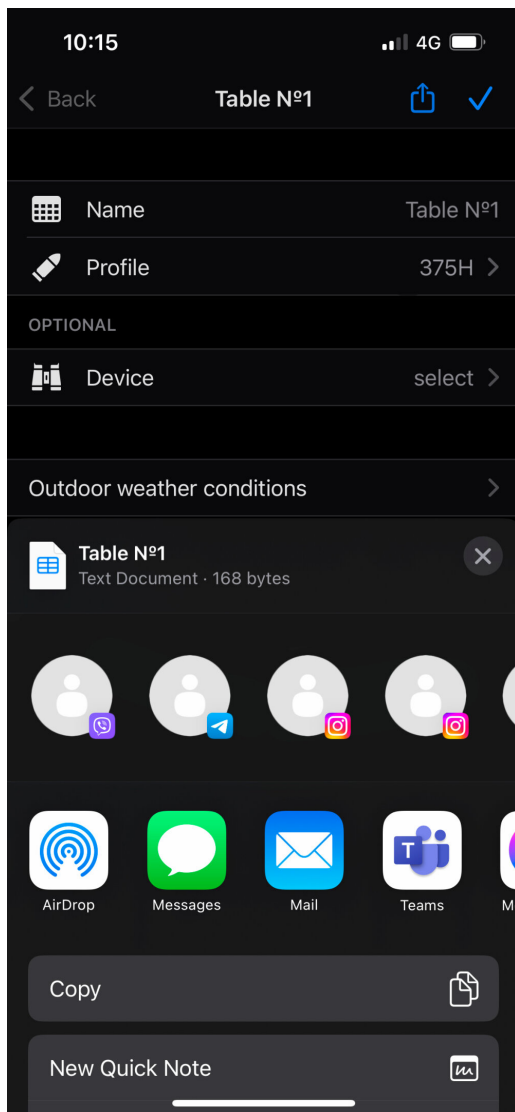 10:15
4G
Back
Table Nº1
Name
Table Nº1
Profile
375H
OPTIONAL
Device
select
Outdoor weather conditions
Table Nº1
Text Document · 168 bytes
AirDrop
Messages
Mail
Teams
M
Copy
New Quick Note